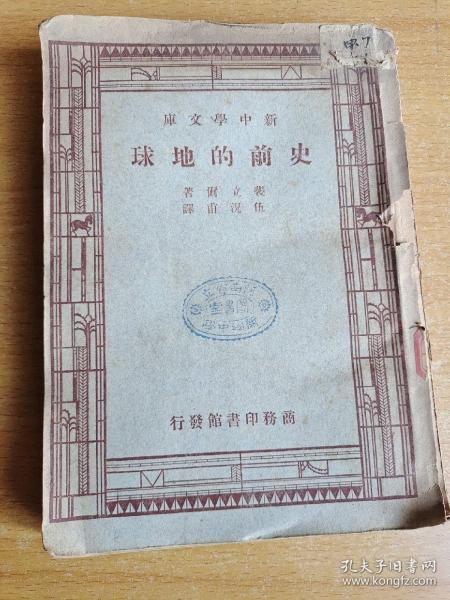 新中學文庫
史前的地球
裴立爾著
伍況甫譯
商務印書館發行
孔夫子旧书网
www.kongfz.com